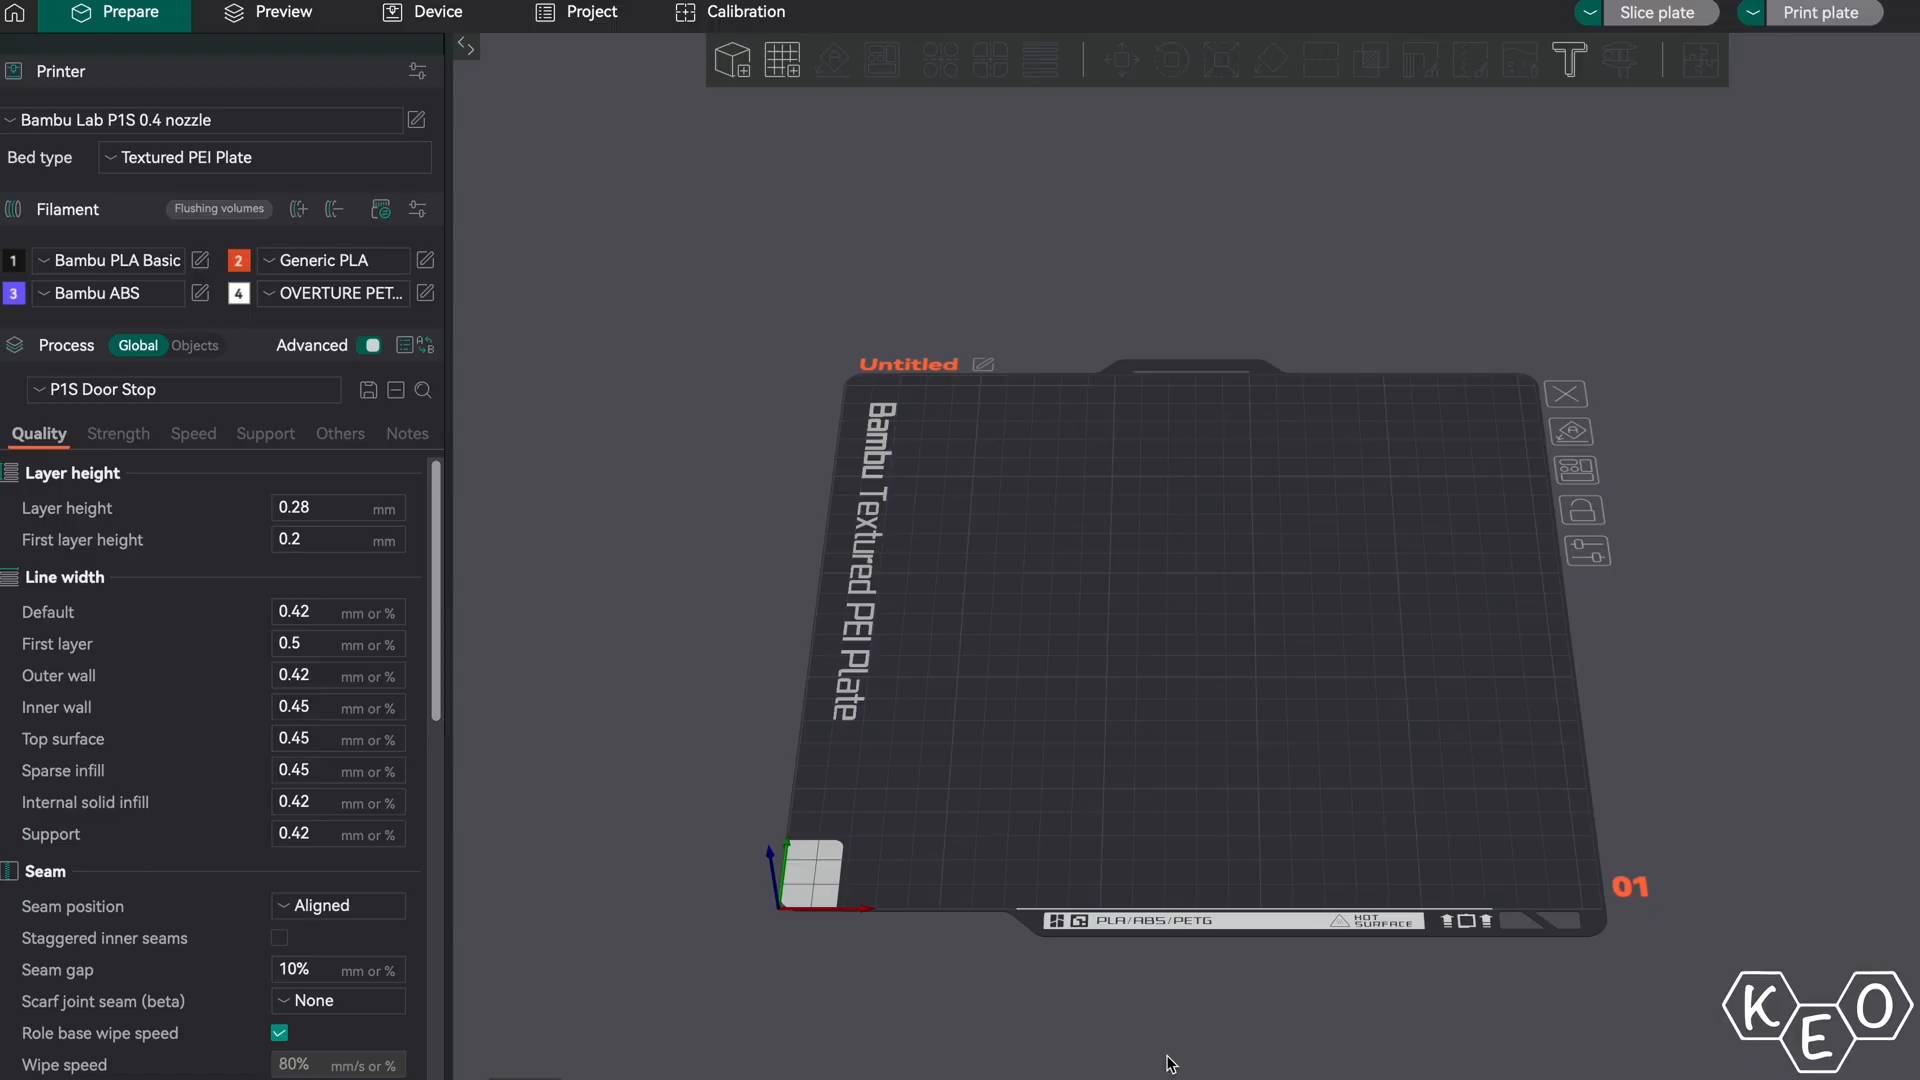 Prepare
Preview
Device
Project
Calibration
Slice plate
Print plate
Printer
Bambu Lab P1S 0.4 nozzle
Bed type Textured PEI Plate
Filament Flushing volumes
1 Bambu PLA Basic 2 Generic PLA
3 Bambu ABS 4 OVERTURE PET...
Process Global Objects Advanced
P1S Door Stop
Quality Strength Speed Support Others Notes
Layer height
Layer height 0.28 mm
First layer height 0.2 mm
Line width
Default 0.42 mm or %
First layer 0.5 mm or %
Outer wall 0.42 mm or %
Inner wall 0.45 mm or %
Top surface 0.45 mm or %
Sparse infill 0.45 mm or %
Internal solid infill 0.42 mm or %
Support 0.42 mm or %
Seam
Seam position Aligned
Staggered inner seams
Seam gap 10% mm or %
Scarf joint seam (beta) None
Role base wipe speed
Wipe speed 80% mm/s or %
Untitled
Bambu Textured PEI Plate
PLA/ABS/PETG
HOT
SURFACE
01
KEO